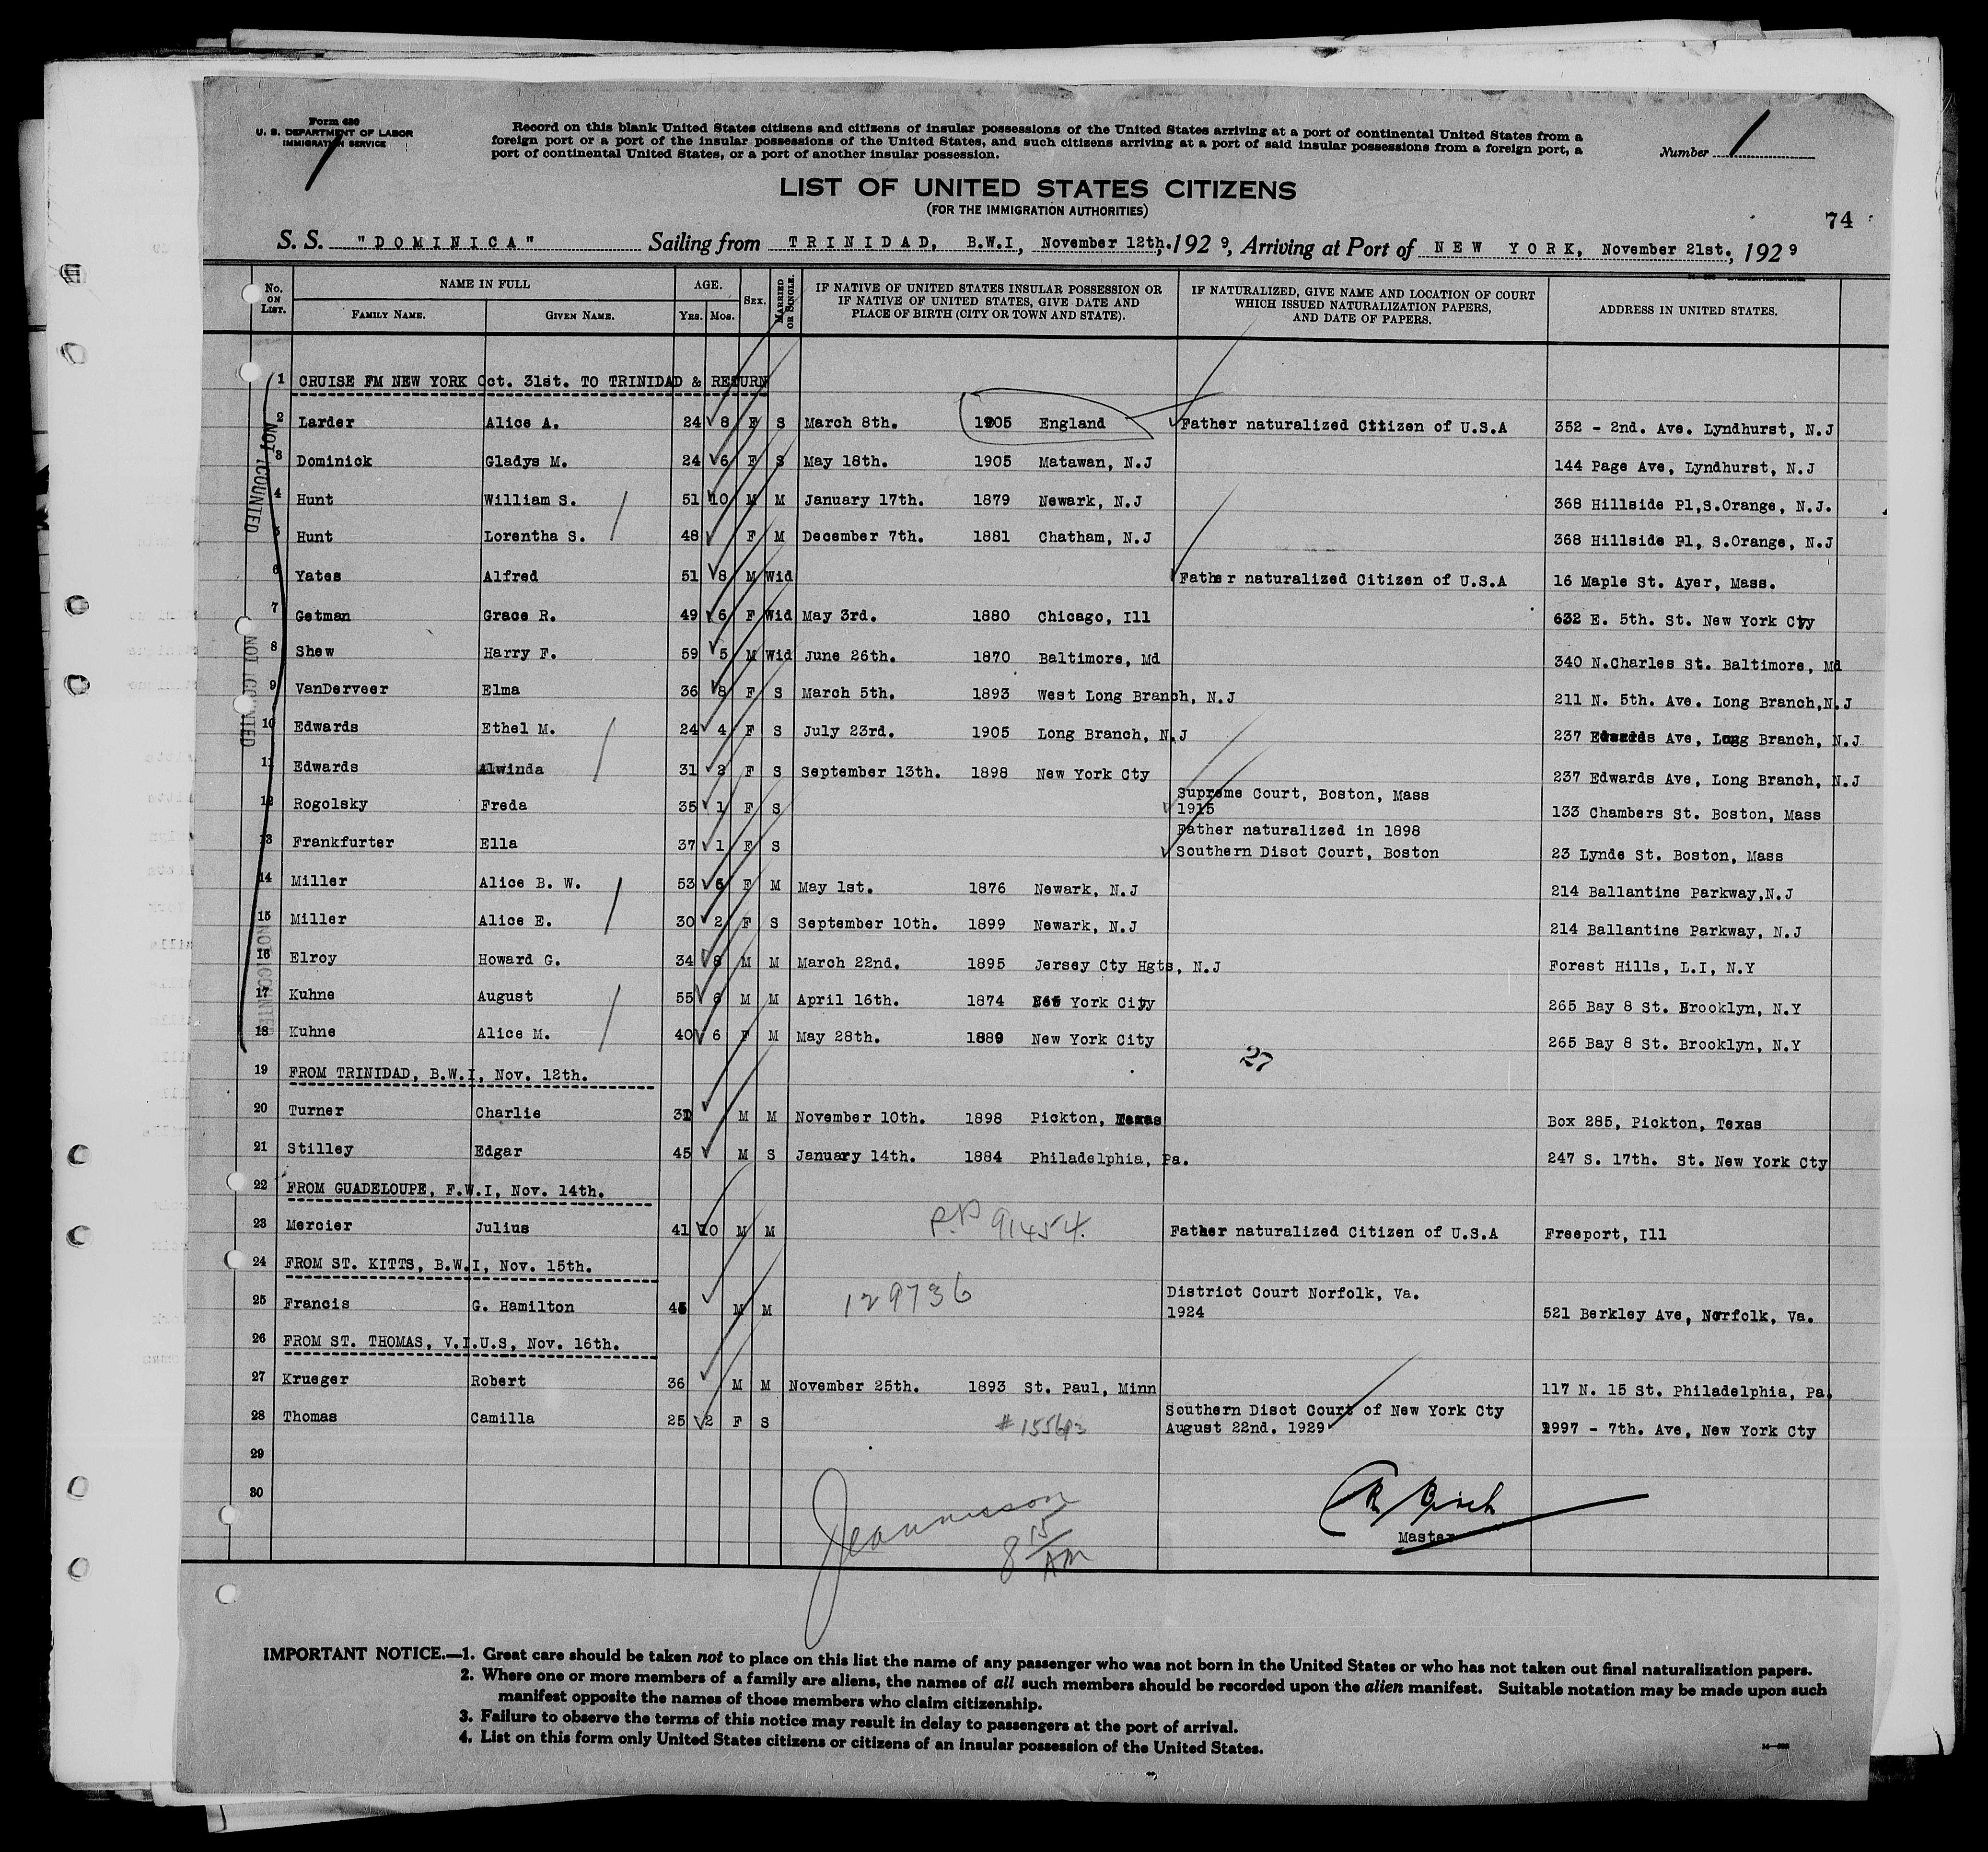 Form 630
U. S. DEPARTMENT OF LABOR
IMMIGRATION SERVICE
Record on this blank United States citizens and citizens of insular possessions of the United States arriving at a port of continental United States from a
foreign port or a port of the insular possessions of the United States, and such citizens arriving at a port of said insular possessions from a foreign port, a
port of continental United States, or a port of another insular possession.
Number 1
LIST OF UNITED STATES CITIZENS
(FOR THE IMMIGRATION AUTHORITIES)
74
S. S. "DOMINICA" Sailing from TRINIDAD, B.W.I, November 12th, 1929, Arriving at Port of NEW YORK, November 21st, 1929
No. ON LIST. NAME IN FULL FAMILY NAME. GIVEN NAME. AGE. YRS. MOS. SEX. MARRIED OR SINGLE. IF NATIVE OF UNITED STATES INSULAR POSSESSION OR IF NATIVE OF UNITED STATES, GIVE DATE AND PLACE OF BIRTH (CITY OR TOWN AND STATE). IF NATURALIZED, GIVE NAME AND LOCATION OF COURT WHICH ISSUED NATURALIZATION PAPERS, AND DATE OF PAPERS. ADDRESS IN UNITED STATES.
1 CRUISE FM NEW YORK Oct. 31st. TO TRINIDAD & RETURN
2 Larder Alice A. 24 8 F S March 8th. 1905 England Father naturalized Citizen of U.S.A 352 - 2nd. Ave. Lyndhurst, N.J
3 Dominick Gladys M. 24 6 F S May 18th. 1905 Matawan, N.J 144 Page Ave, Lyndhurst, N.J
4 Hunt William S. 51 10 M M January 17th. 1879 Newark, N.J 368 Hillside Pl,S.Orange, N.J.
5 Hunt Lorentha S. 48 F M December 7th. 1881 Chatham, N.J 368 Hillside Pl, S.Orange, N.J
6 Yates Alfred 51 8 M Wid Father naturalized Citizen of U.S.A 16 Maple St. Ayer, Mass.
7 Getman Grace R. 49 6 F Wid May 3rd. 1880 Chicago, Ill 632 E. 5th. St. New York Cty
8 Shew Harry F. 59 5 M Wid June 26th. 1870 Baltimore, Md 340 N.Charles St. Baltimore, Md
9 VanDerveer Elma 36 8 F S March 5th. 1893 West Long Branch, N.J 211 N. 5th. Ave. Long Branch,N.J
10 Edwards Ethel M. 24 4 F S July 23rd. 1905 Long Branch, N.J 237 Edwards Ave, Long Branch, N.J
11 Edwards Alwinda 31 2 F S September 13th. 1898 New York Cty 237 Edwards Ave, Long Branch, N.J
12 Rogolsky Freda 35 1 F S Supreme Court, Boston, Mass 1915 133 Chambers St. Boston, Mass
13 Frankfurter Ella 37 1 F S Father naturalized in 1898 Southern Disct Court, Boston 23 Lynde St. Boston, Mass
14 Miller Alice B. W. 53 6 F M May 1st. 1876 Newark, N.J 214 Ballantine Parkway,N.J
15 Miller Alice E. 30 2 F S September 10th. 1899 Newark, N.J 214 Ballantine Parkway, N.J
16 Elroy Howard G. 34 8 M M March 22nd. 1895 Jersey Cty Hgts, N.J Forest Hills, L.I, N.Y
17 Kuhne August 55 6 M M April 16th. 1874 New York City 265 Bay 8 St. Brooklyn, N.Y
18 Kuhne Alice M. 40 6 F M May 28th. 1889 New York City 265 Bay 8 St. Brooklyn, N.Y
27
19 FROM TRINIDAD, B.W.I, Nov. 12th.
20 Turner Charlie 31 M M November 10th. 1898 Pickton, Texas Box 285, Pickton, Texas
21 Stilley Edgar 45 M S January 14th. 1884 Philadelphia, Pa. 247 S. 17th. St. New York Cty
22 FROM GUADELOUPE, F.W.I, Nov. 14th.
23 Mercier Julius 41 10 M M P.P 91454. Father naturalized Citizen of U.S.A Freeport, Ill
24 FROM ST. KITTS, B.W.I, Nov. 15th.
25 Francis G. Hamilton 45 M M 129736 District Court Norfolk, Va. 1924 521 Berkley Ave, Norfolk, Va.
26 FROM ST. THOMAS, V.I.U.S, Nov. 16th.
27 Krueger Robert 36 M M November 25th. 1893 St. Paul, Minn 117 N. 15 St. Philadelphia, Pa.
28 Thomas Camilla 25 2 F S Southern Disct Court of New York Cty August 22nd. 1929 2997 - 7th. Ave, New York Cty
29
30
8 15/AM
Master
IMPORTANT NOTICE.—1. Great care should be taken not to place on this list the name of any passenger who was not born in the United States or who has not taken out final naturalization papers.
2. Where one or more members of a family are aliens, the names of all such members should be recorded upon the alien manifest. Suitable notation may be made upon such
manifest opposite the names of those members who claim citizenship.
3. Failure to observe the terms of this notice may result in delay to passengers at the port of arrival.
4. List on this form only United States citizens or citizens of an insular possession of the United States.